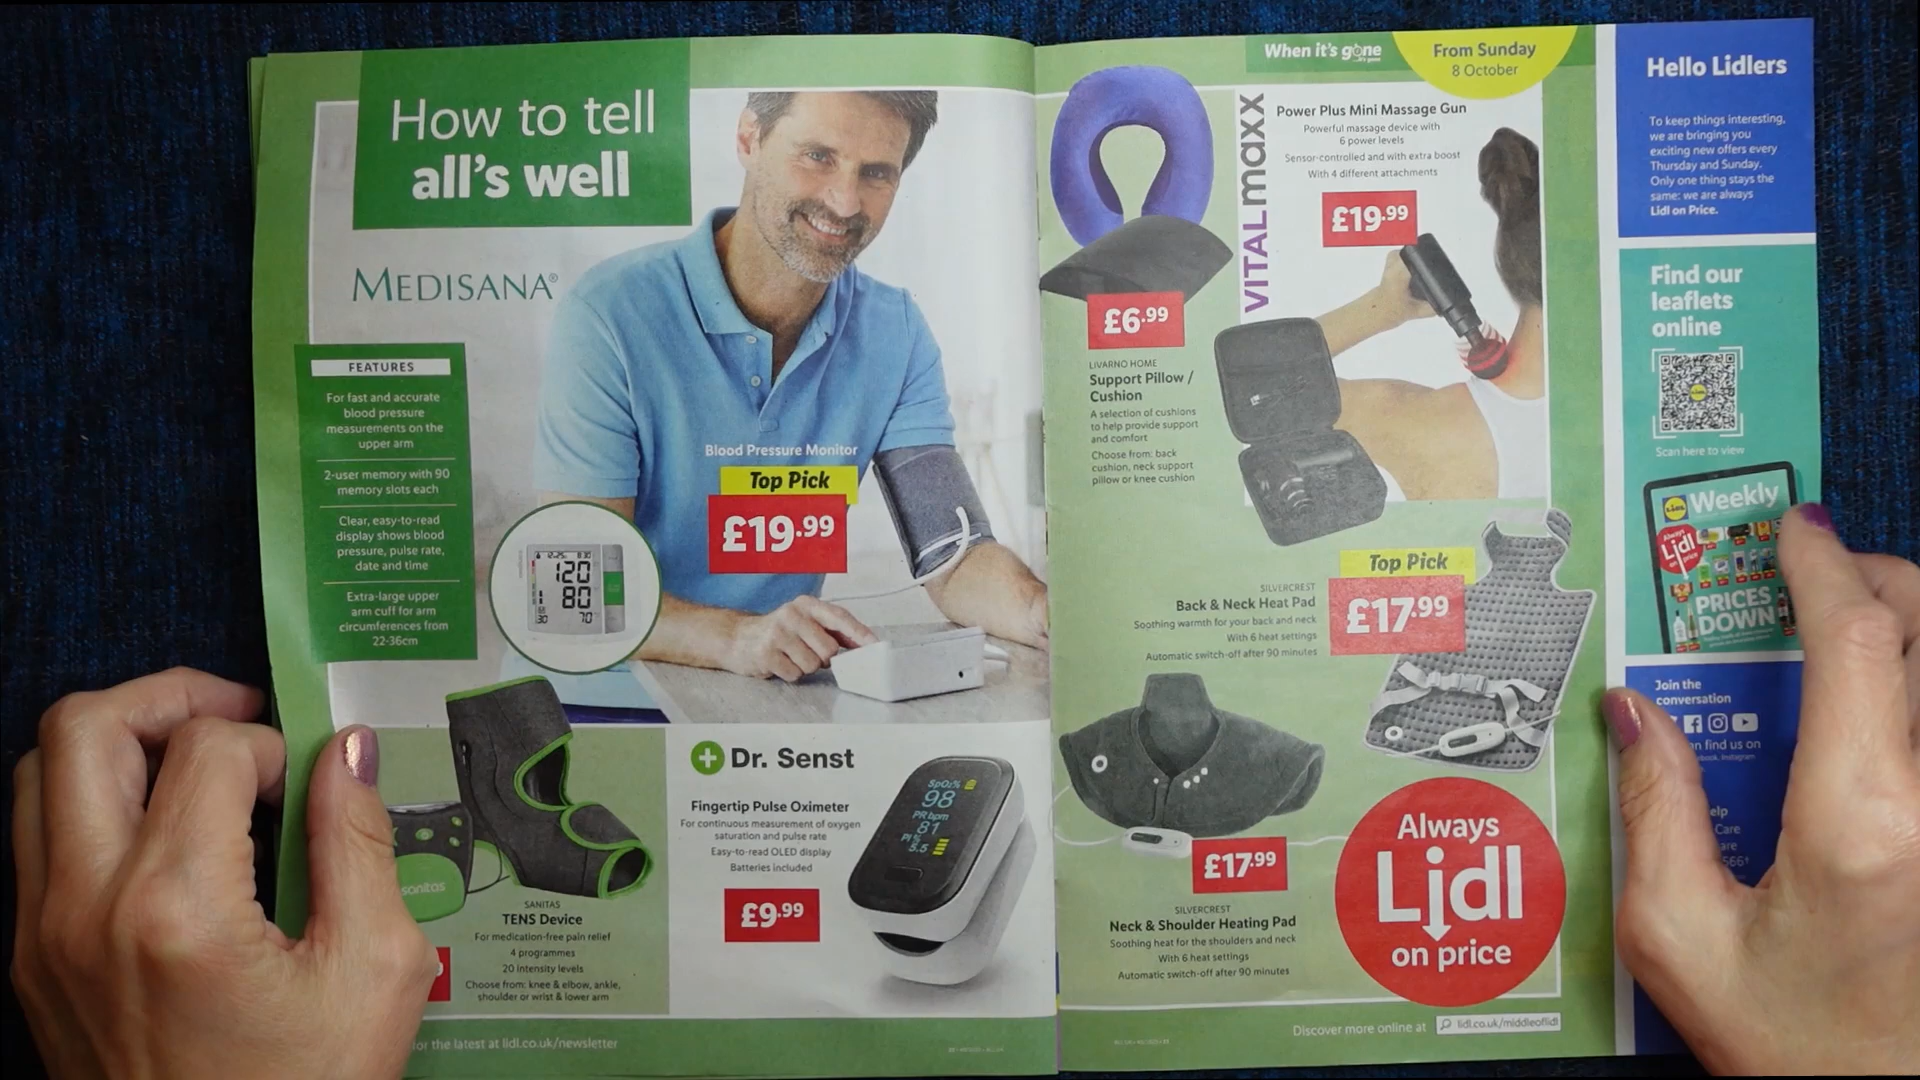 How to tell
all's well
MEDISANA®
FEATURES
For fast and accurate
blood pressure
measurements on the
upper arm
2-user memory with 90
memory slots each
Clear, easy-to-read
display shows blood
pressure, pulse rate,
date and time
Extra-large upper
arm cuff for arm
circumferences from
22-36cm
Blood Pressure Monitor
Top Pick
£19.99
120
80
70
sanitas
SANITAS
TENS Device
For medication-free pain relief
4 programmes
20 intensity levels
Choose from: knee & elbow, ankle,
shoulder or wrist & lower arm
Dr. Senst
Fingertip Pulse Oximeter
For continuous measurement of oxygen
saturation and pulse rate
Easy-to-read OLED display
Batteries included
£9.99
SpO₂%
98
PR bpm
81
PI %
5.5
for the latest at lidl.co.uk/newsletter
When it's gone
it's gone
From Sunday
8 October
£6.99
LIVARNO HOME
Support Pillow /
Cushion
A selection of cushions
to help provide support
and comfort
Choose from: back
cushion, neck support
pillow or knee cushion
VITALmaxx
Power Plus Mini Massage Gun
Powerful massage device with
6 power levels
Sensor-controlled and with extra boost
With 4 different attachments
£19.99
Top Pick
£17.99
SILVERCREST
Back & Neck Heat Pad
Soothing warmth for your back and neck
With 6 heat settings
Automatic switch-off after 90 minutes
£17.99
SILVERCREST
Neck & Shoulder Heating Pad
Soothing heat for the shoulders and neck
With 6 heat settings
Automatic switch-off after 90 minutes
Always
Lidl
on price
Discover more online at lidl.co.uk/middleoflidl
Hello Lidlers
To keep things interesting,
we are bringing you
exciting new offers every
Thursday and Sunday.
Only one thing stays the
same: we are always
Lidl on Price.
Find our
leaflets
online
Scan here to view
Weekly
Always
Lidl
on price
PRICES
DOWN
Join the
conversation
find us on
Instagram
Care